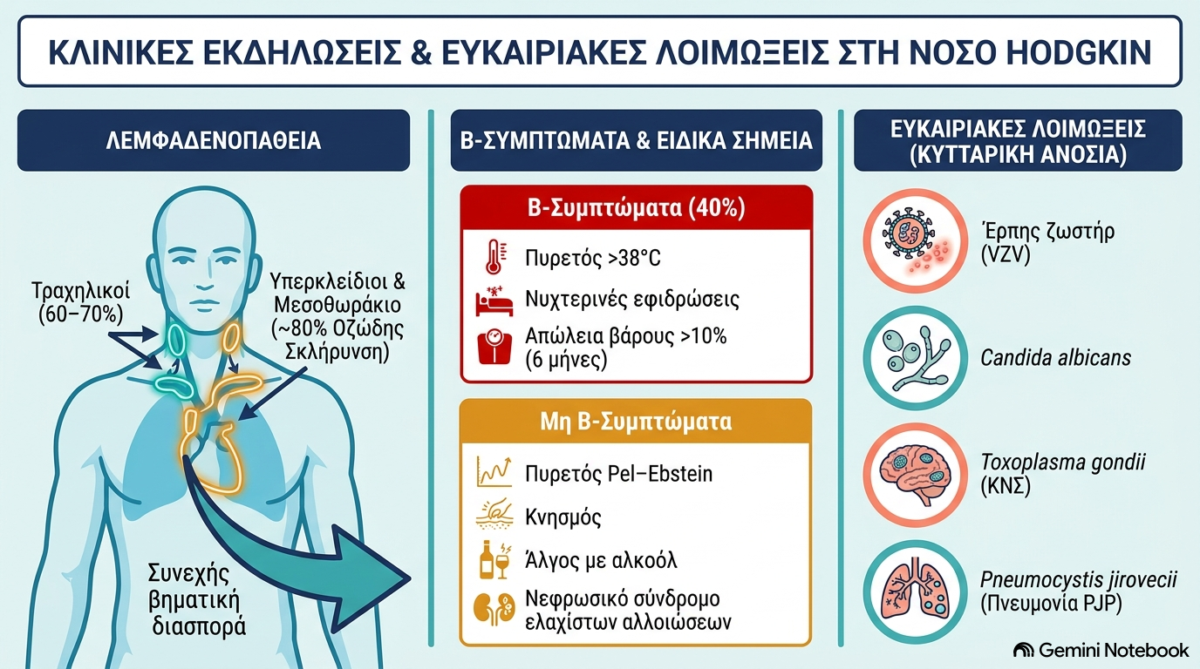 ΚΛΙΝΙΚΕΣ ΕΚΔΗΛΩΣΕΙΣ & ΕΥΚΑΙΡΙΑΚΕΣ ΛΟΙΜΩΞΕΙΣ ΣΤΗ ΝΟΣΟ HODGKIN
ΛΕΜΦΑΔΕΝΟΠΑΘΕΙΑ
Τραχηλικοί
(60–70%)
Υπερκλείδιοι &
Μεσοθωράκιο
(~80% Οζώδης
Σκλήρυνση)
Συνεχής
βηματική
διασπορά
Β-ΣΥΜΠΤΩΜΑΤΑ & ΕΙΔΙΚΑ ΣΗΜΕΙΑ
Β-Συμπτώματα (40%)
Πυρετός >38°C
Νυχτερινές εφιδρώσεις
Απώλεια βάρους >10%
(6 μήνες)
Μη Β-Συμπτώματα
Πυρετός Pel–Ebstein
Κνησμός
Άλγος με αλκοόλ
Νεφρωσικό σύνδρομο
ελαχίστων αλλοιώσεων
ΕΥΚΑΙΡΙΑΚΕΣ ΛΟΙΜΩΞΕΙΣ
(ΚΥΤΤΑΡΙΚΗ ΑΝΟΣΙΑ)
Έρπης ζωστήρ
(VZV)
Candida albicans
Toxoplasma gondii
(ΚΝΣ)
Pneumocystis jirovecii
(Πνευμονία PJP)
Gemini Notebook